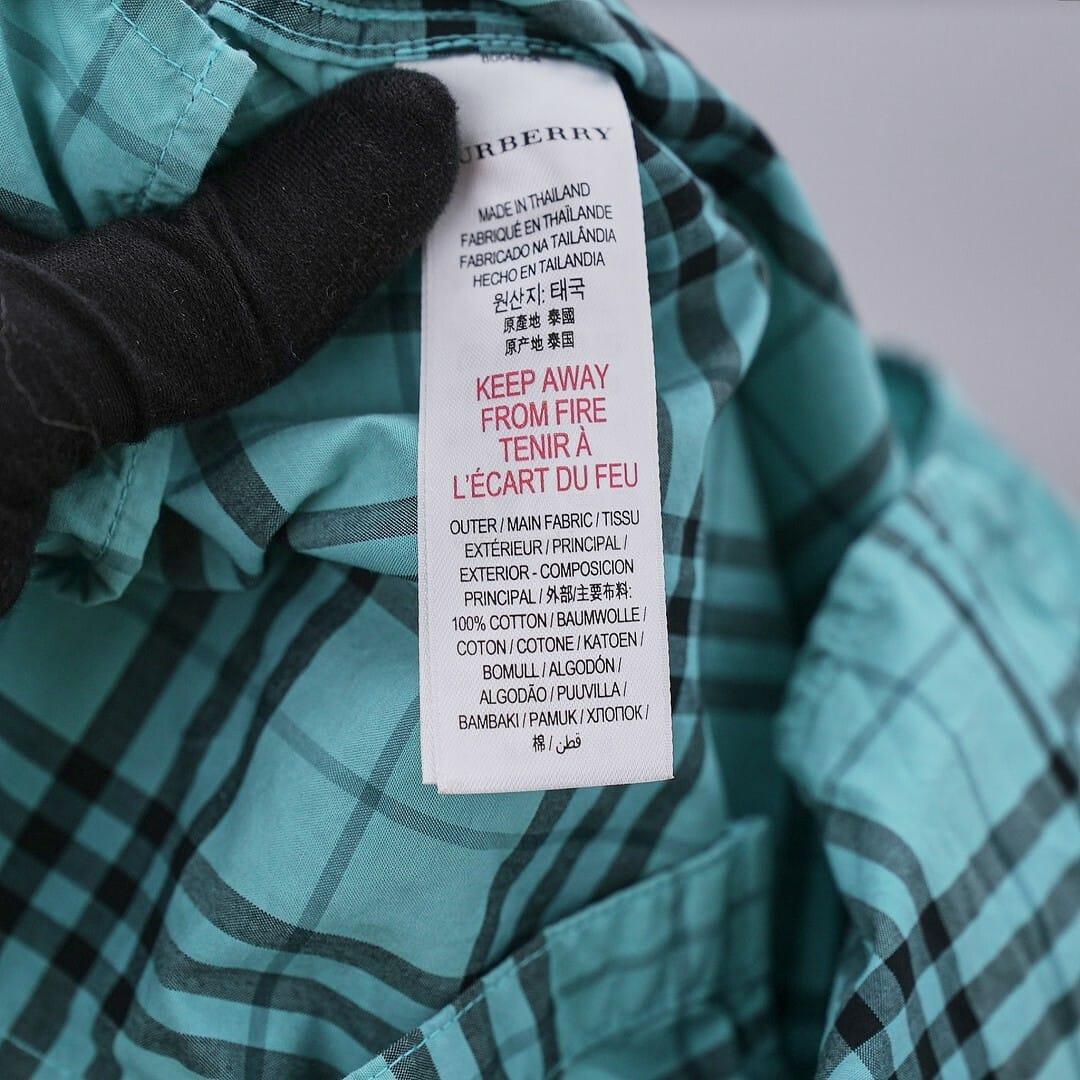 URBERRY
MADE IN THAILAND
FABRIQUÉ EN THAÏLANDE
FABRICADO NA TAILÂNDIA
HECHO EN TAILANDIA
원산지: 태국
原產地 泰國
原产地 泰国
KEEP AWAY
FROM FIRE
TENIR À
L'ÉCART DU FEU
OUTER / MAIN FABRIC / TISSU
EXTÉRIEUR / PRINCIPAL /
EXTERIOR - COMPOSICION
PRINCIPAL / 外部/主要布料:
100% COTTON / BAUMWOLLE /
COTON / COTONE / KATOEN /
BOMULL / ALGODÓN /
ALGODÃO / PUUVILLA /
BAMBAKI / PAMUK / ХЛОПОК /
棉 / قطن